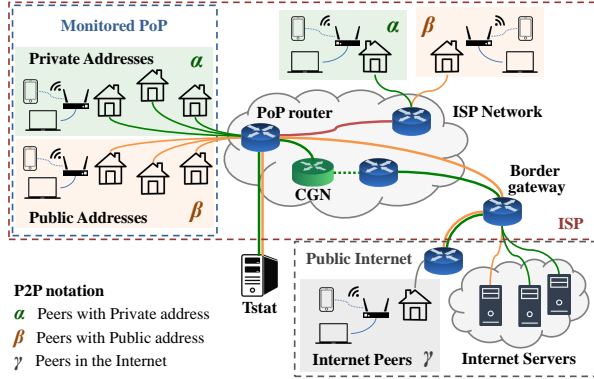 Monitored PoP
Private Addresses α
α
β
PoP router
ISP Network
CGN
Border
gateway
Public Addresses β
ISP
Public Internet
Tstat
P2P notation
α Peers with Private address
β Peers with Public address
γ Peers in the Internet
Internet Peers γ
Internet Servers